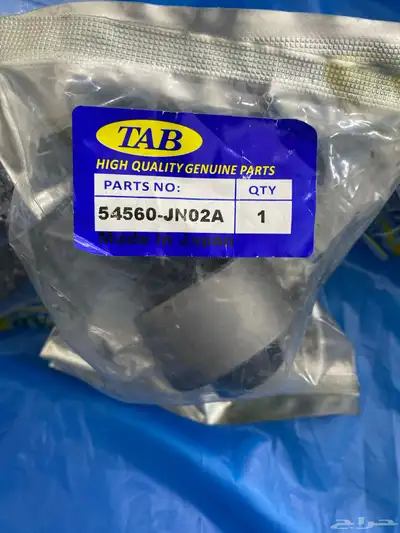 TAB
HIGH QUALITY GENUINE PARTS
PARTS NO: QTY
54560-JN02A 1
Made in Japan
حراج